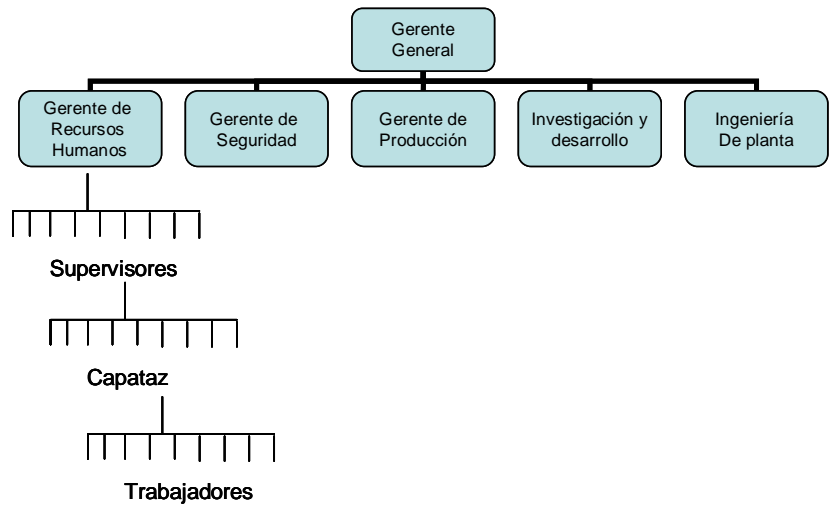 Gerente
General
Gerente de
Recursos
Humanos
Gerente de
Seguridad
Gerente de
Producción
Investigación y
desarrollo
Ingeniería
De planta
Supervisores
Capataz
Trabajadores